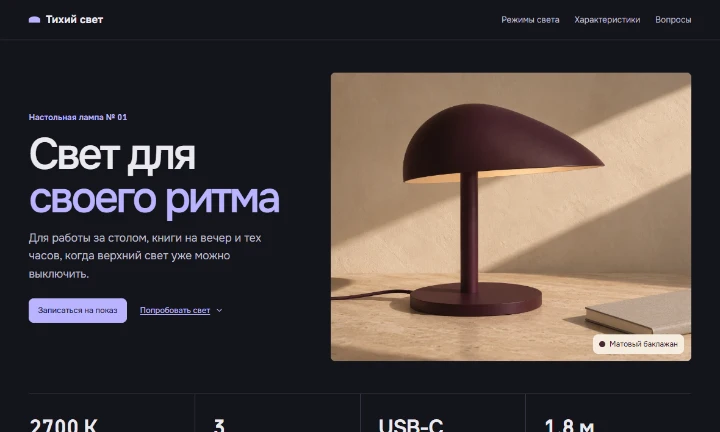 Тихий свет
Режимы света
Характеристики
Вопросы
Настольная лампа № 01
Свет для
своего ритма
Для работы за столом, книги на вечер и тех
часов, когда верхний свет уже можно
выключить.
Записаться на показ
Попробовать свет
Матовый баклажан
2700 K
3
USB-C
1,8 м